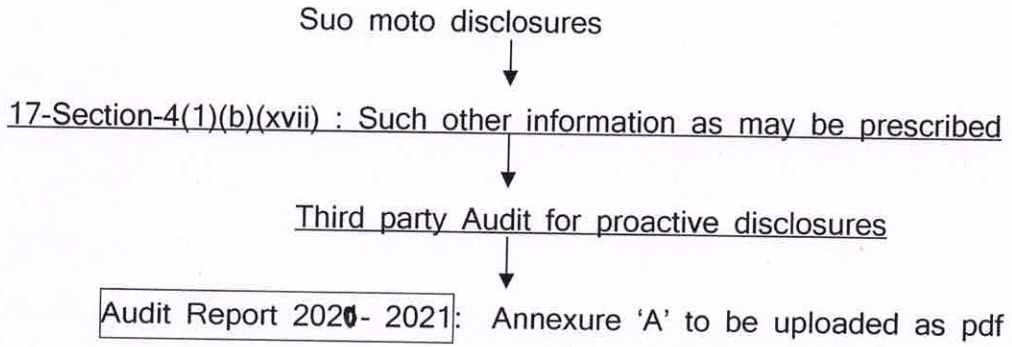 Suo moto disclosures
17-Section-4(1)(b)(xvii) : Such other information as may be prescribed
Third party Audit for proactive disclosures
Audit Report 2020- 2021: Annexure 'A' to be uploaded as pdf